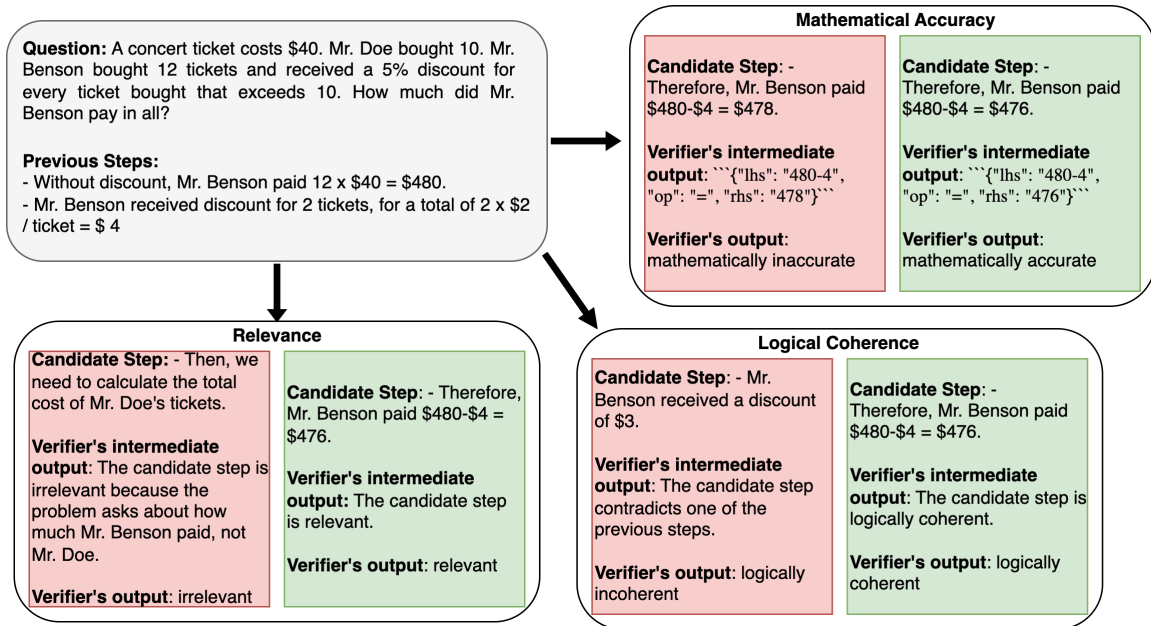 Question: A concert ticket costs $40. Mr. Doe bought 10. Mr.
Benson bought 12 tickets and received a 5% discount for
every ticket bought that exceeds 10. How much did Mr.
Benson pay in all?
Previous Steps:
- Without discount, Mr. Benson paid 12 x $40 = $480.
- Mr. Benson received discount for 2 tickets, for a total of 2 x $2
/ ticket = $ 4
Mathematical Accuracy
Candidate Step: -
Therefore, Mr. Benson paid
$480-$4 = $478.
Verifier's intermediate
output: ```{"lhs": "480-4",
"op": "=", "rhs": "478"}```
Verifier's output:
mathematically inaccurate
Candidate Step: -
Therefore, Mr. Benson paid
$480-$4 = $476.
Verifier's intermediate
output: ```{"lhs": "480-4",
"op": "=", "rhs": "476"}```
Verifier's output:
mathematically accurate
Relevance
Candidate Step: - Then, we
need to calculate the total
cost of Mr. Doe's tickets.
Verifier's intermediate
output: The candidate step is
irrelevant because the
problem asks about how
much Mr. Benson paid, not
Mr. Doe.
Verifier's output: irrelevant
Candidate Step: - Therefore,
Mr. Benson paid $480-$4 =
$476.
Verifier's intermediate
output: The candidate step
is relevant.
Verifier's output: relevant
Logical Coherence
Candidate Step: - Mr.
Benson received a discount
of $3.
Verifier's intermediate
output: The candidate step
contradicts one of the
previous steps.
Verifier's output: logically
incoherent
Candidate Step: -
Therefore, Mr. Benson paid
$480-$4 = $476.
Verifier's intermediate
output: The candidate step is
logically coherent.
Verifier's output: logically
coherent